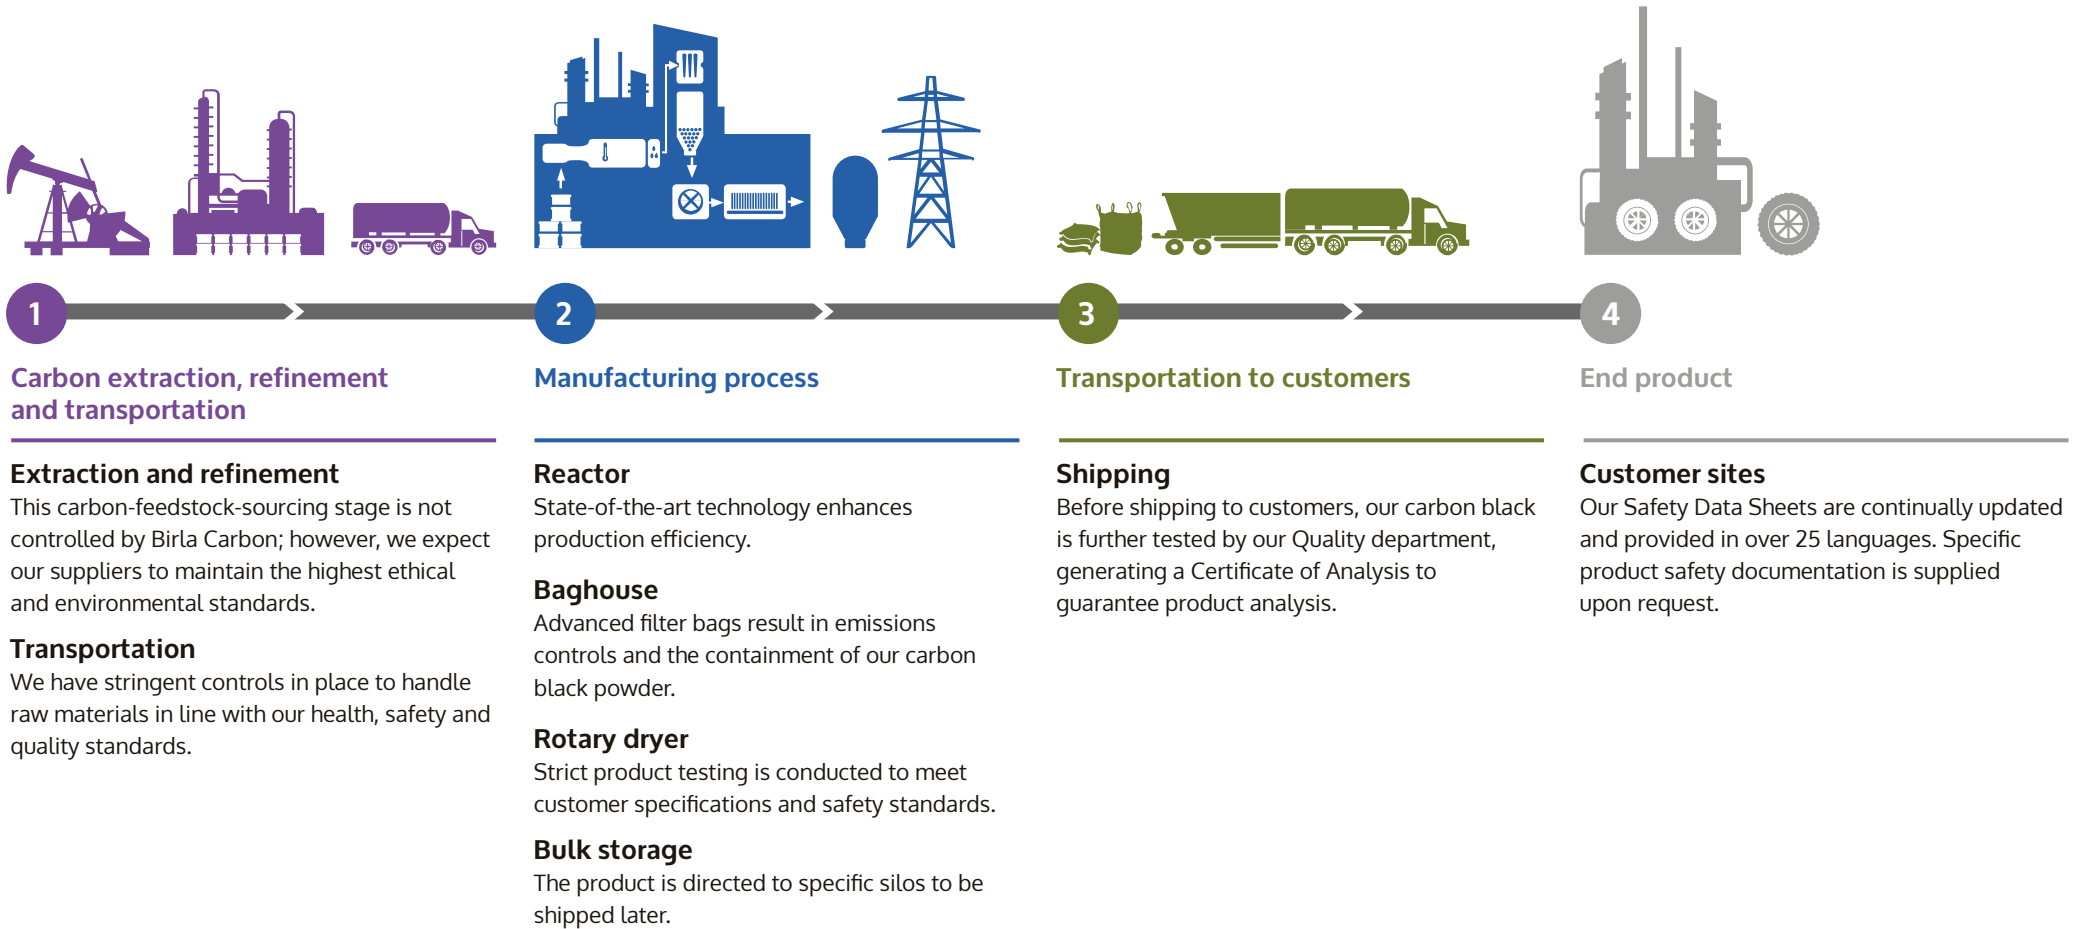 1
2
3
4
Carbon extraction, refinement
and transportation
Extraction and refinement
This carbon-feedstock-sourcing stage is not
controlled by Birla Carbon; however, we expect
our suppliers to maintain the highest ethical
and environmental standards.
Transportation
We have stringent controls in place to handle
raw materials in line with our health, safety and
quality standards.
Manufacturing process
Reactor
State-of-the-art technology enhances
production efficiency.
Baghouse
Advanced filter bags result in emissions
controls and the containment of our carbon
black powder.
Rotary dryer
Strict product testing is conducted to meet
customer specifications and safety standards.
Bulk storage
The product is directed to specific silos to be
shipped later.
Transportation to customers
Shipping
Before shipping to customers, our carbon black
is further tested by our Quality department,
generating a Certificate of Analysis to
guarantee product analysis.
End product
Customer sites
Our Safety Data Sheets are continually updated
and provided in over 25 languages. Specific
product safety documentation is supplied
upon request.